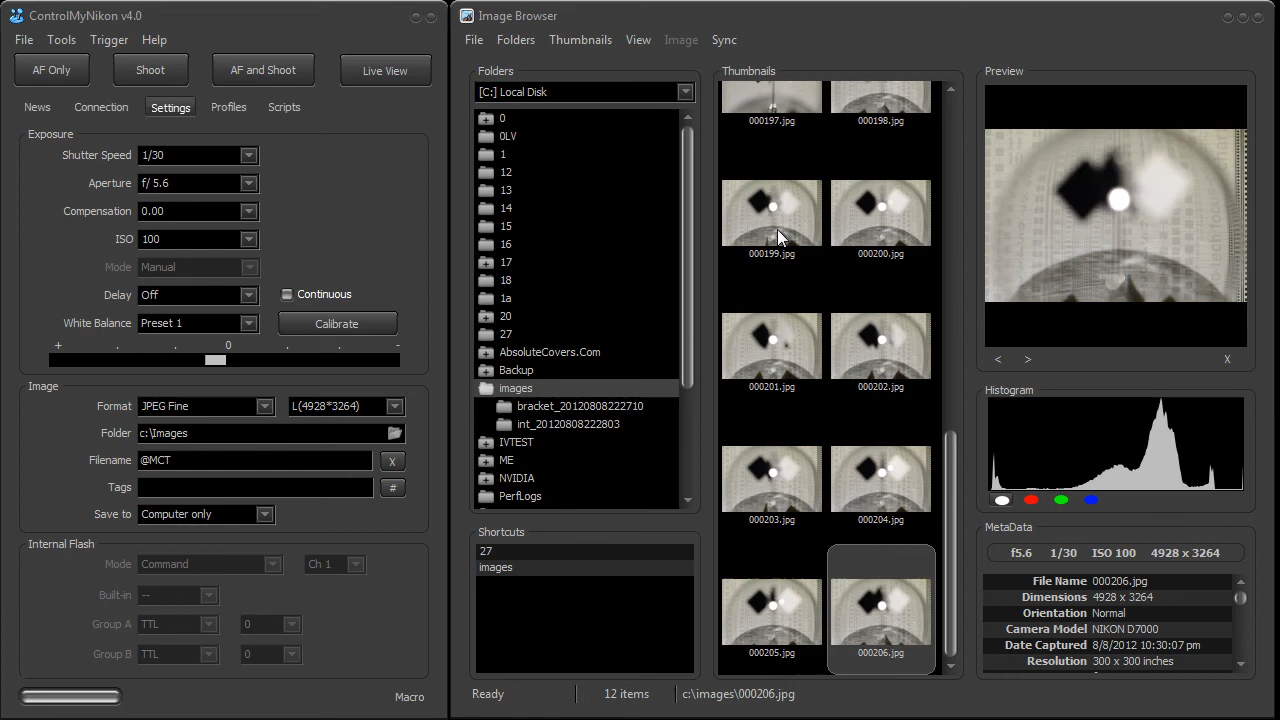 ControlMyNikon v4.0
File Tools Trigger Help
AF Only Shoot AF and Shoot Live View
News Connection Settings Profiles Scripts
Exposure
Shutter Speed 1/30
Aperture f/ 5.6
Compensation 0.00
ISO 100
Mode Manual
Delay Off Continuous
White Balance Preset 1 Calibrate
+ 0 -
Image
Format JPEG Fine L(4928*3264)
Folder c:\Images
Filename @MCT X
Tags #
Save to Computer only
Internal Flash
Mode Command Ch 1
Built-in --
Group A TTL 0
Group B TTL 0
Macro
Image Browser
File Folders Thumbnails View Image Sync
Folders
[C:] Local Disk
0
0LV
1
12
13
14
15
16
17
18
1a
20
27
AbsoluteCovers.Com
Backup
images
bracket_20120808222710
int_20120808222803
IVTEST
ME
NVIDIA
PerfLogs
Shortcuts
27
images
Thumbnails
000197.jpg 000198.jpg
000199.jpg 000200.jpg
000201.jpg 000202.jpg
000203.jpg 000204.jpg
000205.jpg 000206.jpg
Preview
< > X
Histogram
MetaData
f5.6 1/30 ISO 100 4928 x 3264
File Name 000206.jpg
Dimensions 4928 x 3264
Orientation Normal
Camera Model NIKON D7000
Date Captured 8/8/2012 10:30:07 pm
Resolution 300 x 300 inches
Ready 12 items c:\images\000206.jpg